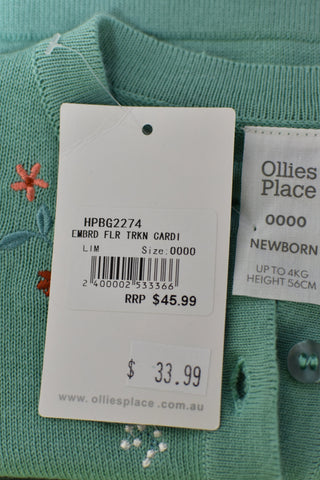 HPBG2274
EMBRD FLR TRKN CARDI
LIM Size: 0000
2 400002 533366
RRP $45.99
$ 33.99
www.olliesplace.com.au
Ollies
Place
0000
NEWBORN
UP TO 4KG
HEIGHT 56CM